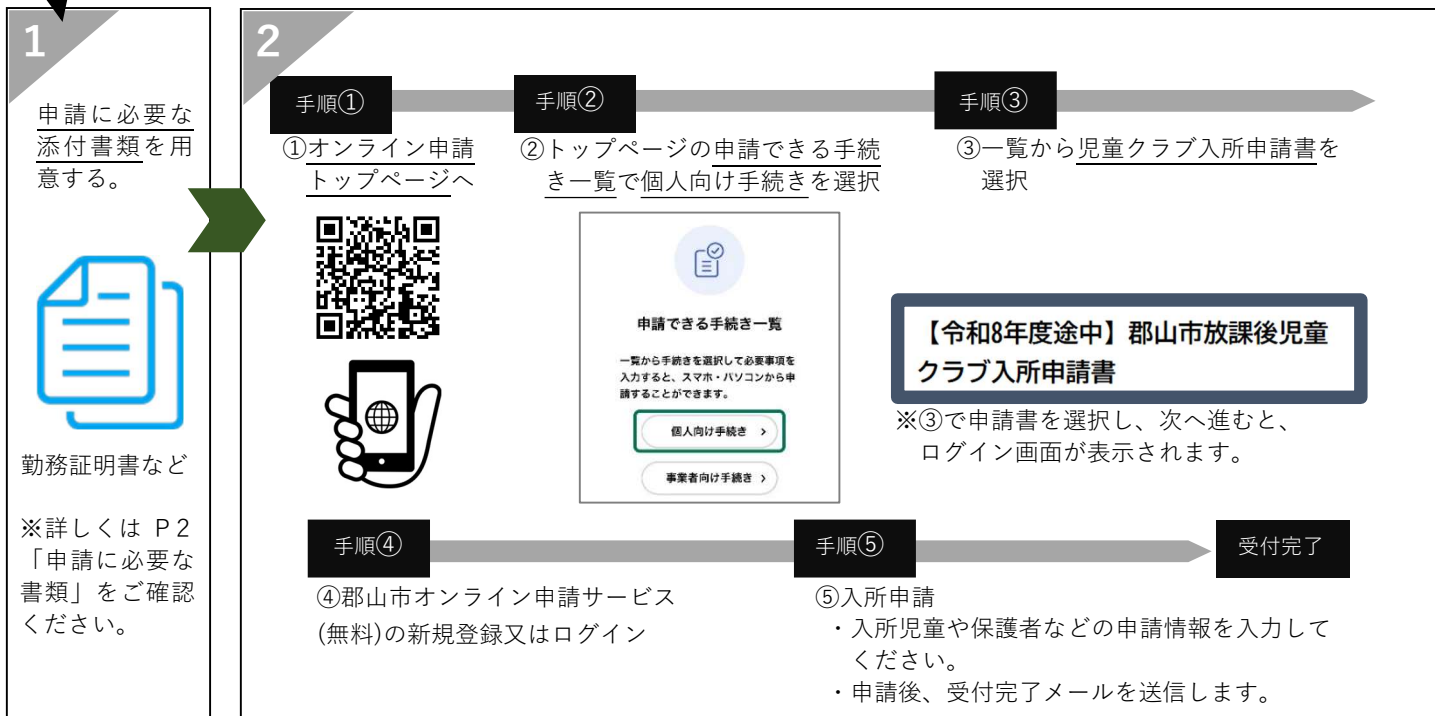 1
申請に必要な
添付書類を用
意する。
勤務証明書など
※詳しくは P２
「申請に必要な
書類」をご確認
ください。
2
手順①
①オンライン申請
トップページへ
手順②
②トップページの申請できる手続
き一覧で個人向け手続きを選択
申請できる手続き一覧
一覧から手続きを選択して必要事項を
入力すると、スマホ・パソコンから申
請することができます。
個人向け手続き >
事業者向け手続き >
手順③
③一覧から児童クラブ入所申請書を
選択
【令和8年度途中】郡山市放課後児童
クラブ入所申請書
※③で申請書を選択し、次へ進むと、
ログイン画面が表示されます。
手順④
④郡山市オンライン申請サービス
(無料)の新規登録又はログイン
手順⑤
⑤入所申請
・入所児童や保護者などの申請情報を入力して
ください。
・申請後、受付完了メールを送信します。
受付完了